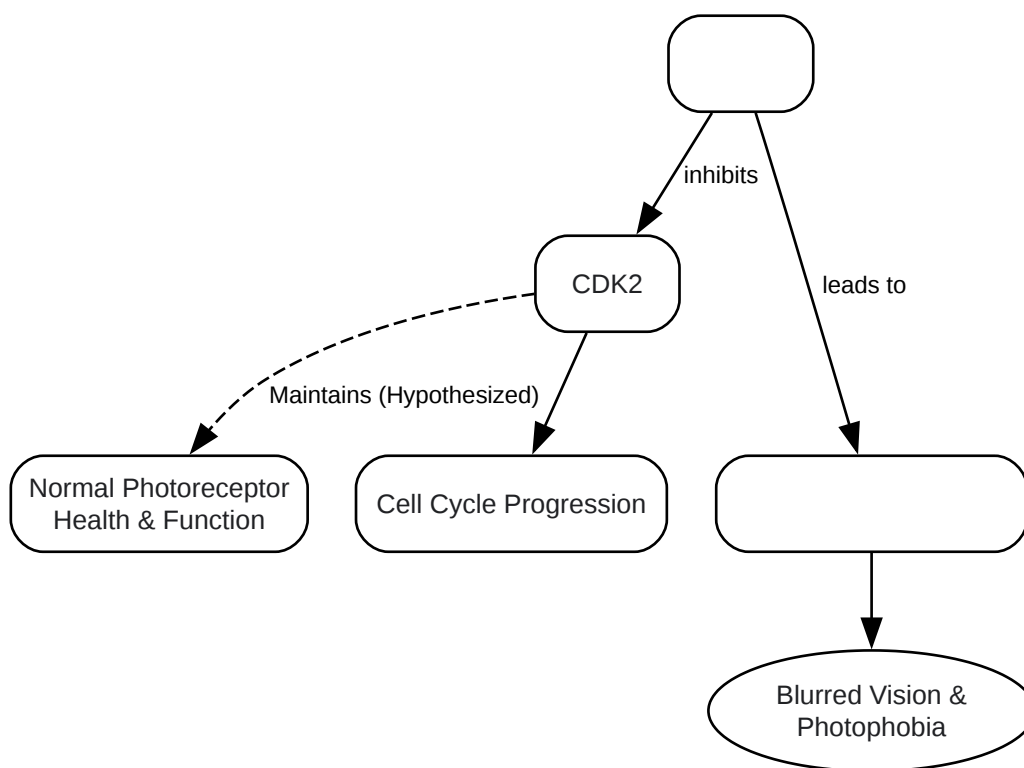 inhibits
CDK2
leads to
Maintains (Hypothesized)
Normal Photoreceptor
Health & Function
Cell Cycle Progression
Blurred Vision &
Photophobia